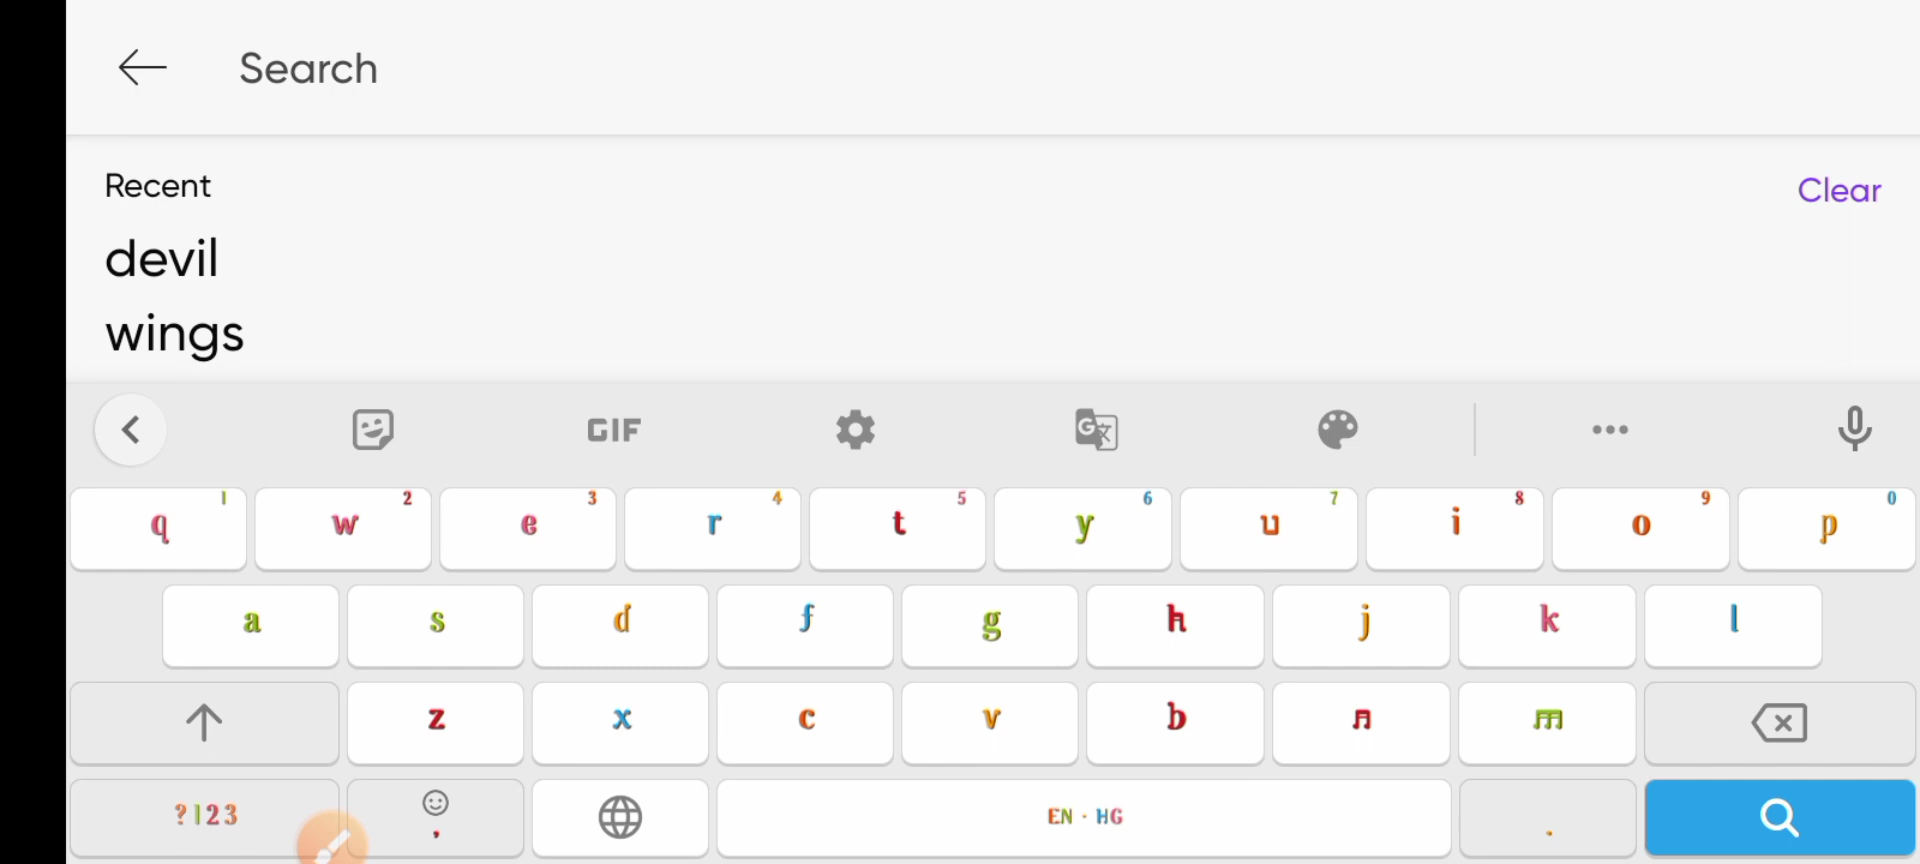 Search
Recent
Clear
devil
wings
GIF
G
1 2 3 4 5 6 7 8 9 0
q w e r t y u i o p
a s d f g h j k l
z x c v b n m
?123 , EN · HG .